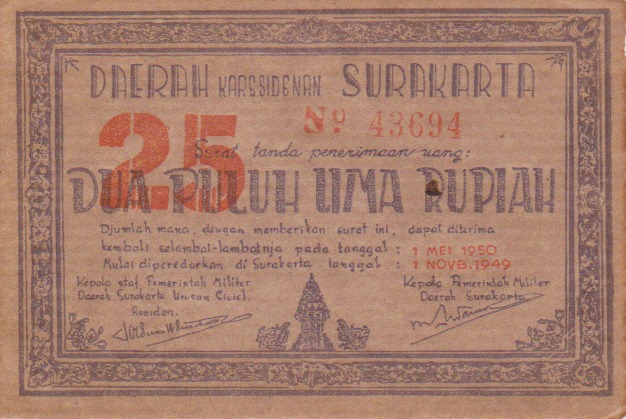 DAERAH KARESIDENAN SURAKARTA
25
No 43694
Surat tanda penerimaan uang:
DUA PULUH LIMA RUPIAH
Djumlah mana, dengan memberikan surat ini, dapat diterima
kembali selambat-lambatnja pada tanggal : 1 MEI 1950
Mulai diperedarkan di Surakarta tanggal : 1 NOVB. 1949
Kepala staf Pemerintah Militer
Daerah Surakarta Urusan Civiel.
Residen.
Kepala Pemerintah Militer
Daerah Surakarta